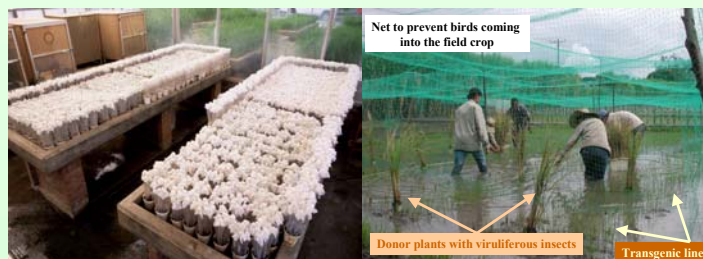 Net to prevent birds coming
into the field crop
Donor plants with viruliferous insects
Transgenic line